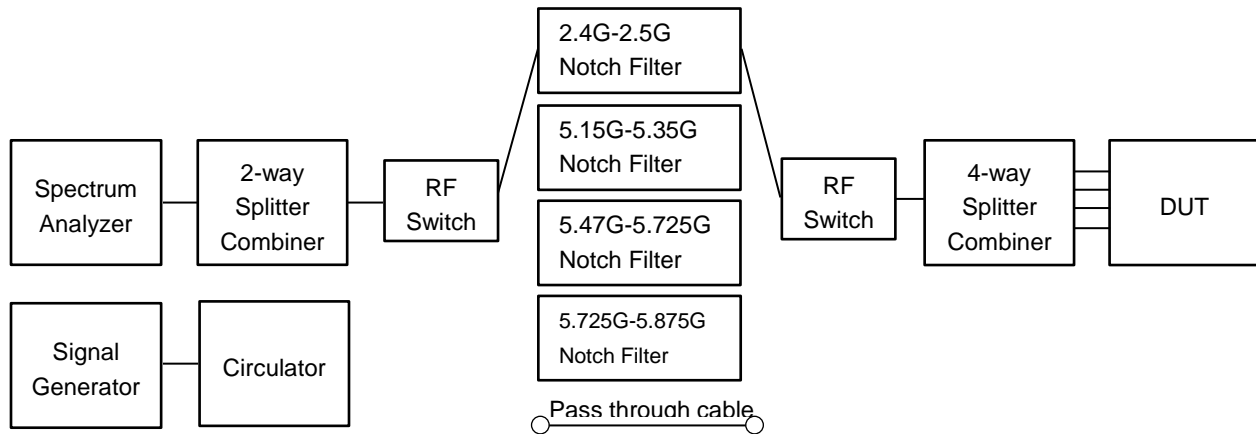 2.4G-2.5G
Notch Filter
5.15G-5.35G
Notch Filter
5.47G-5.725G
Notch Filter
5.725G-5.875G
Notch Filter
Pass through cable
Spectrum
Analyzer
2-way
Splitter
Combiner
RF
Switch
RF
Switch
4-way
Splitter
Combiner
DUT
Signal
Generator
Circulator